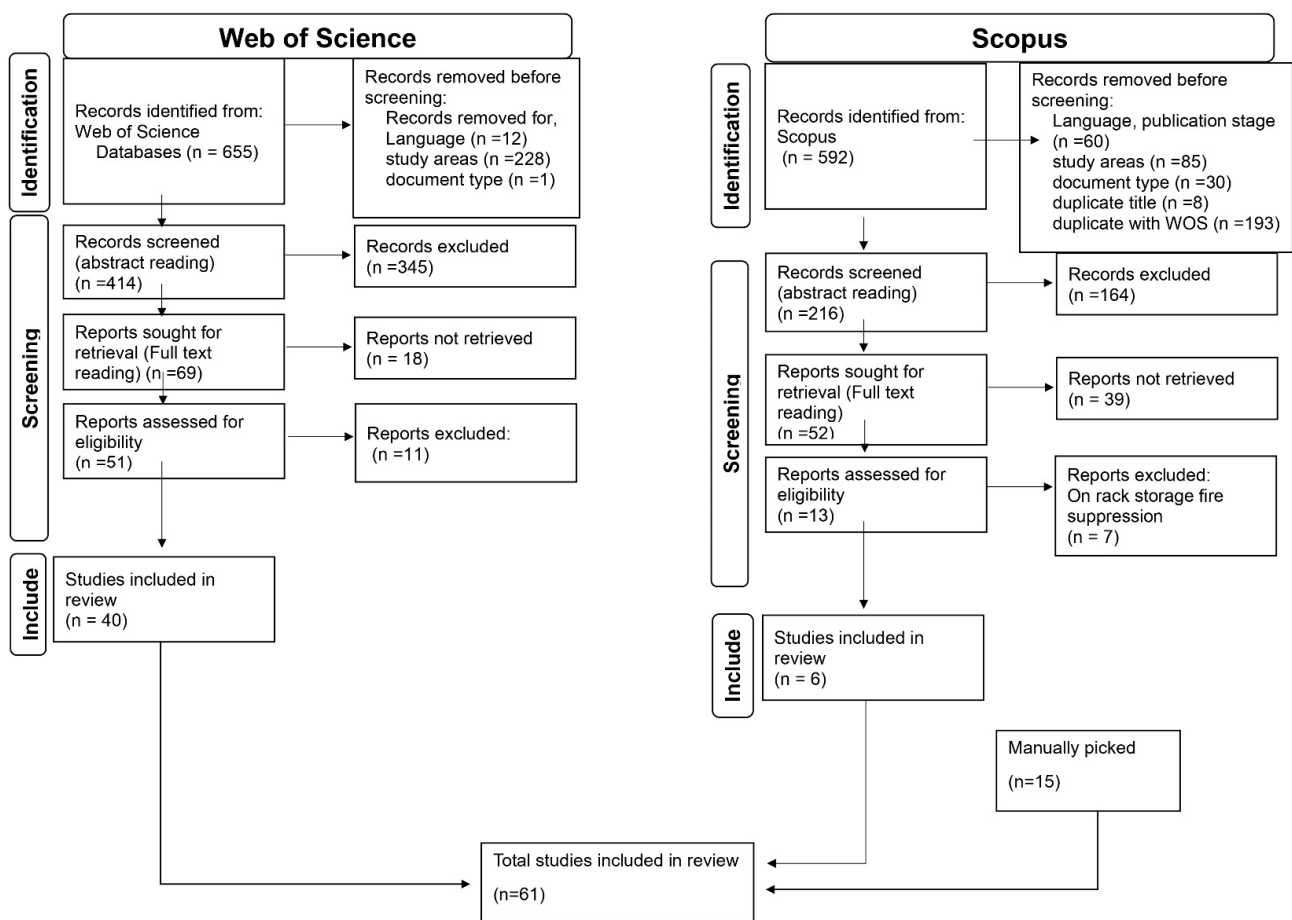 Web of Science
Identification
Records identified from:
Web of Science
Databases (n = 655)
Records removed before
screening:
Records removed for,
Language (n =12)
study areas (n =228)
document type (n =1)
Screening
Records screened
(abstract reading)
(n =414)
Records excluded
(n =345)
Reports sought for
retrieval (Full text
reading) (n =69)
Reports not retrieved
(n = 18)
Reports assessed for
eligibility
(n =51)
Reports excluded:
(n =11)
Include
Studies included in
review
(n = 40)
Scopus
Identification
Records identified from:
Scopus
(n = 592)
Records removed before
screening:
Language, publication stage
(n =60)
study areas (n =85)
document type (n =30)
duplicate title (n =8)
duplicate with WOS (n =193)
Screening
Records screened
(abstract reading)
(n =216)
Records excluded
(n =164)
Reports sought for
retrieval (Full text
reading)
(n =52)
Reports not retrieved
(n = 39)
Reports assessed for
eligibility
(n =13)
Reports excluded:
On rack storage fire
suppression
(n = 7)
Include
Studies included in
review
(n = 6)
Manually picked
(n=15)
Total studies included in review
(n=61)